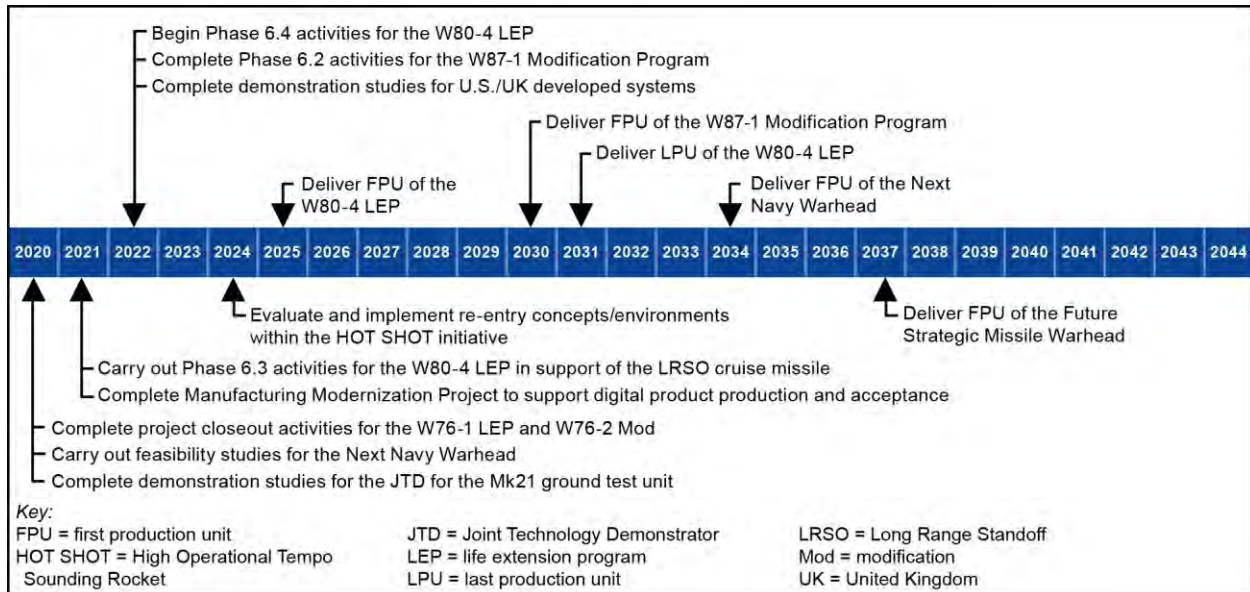 Begin Phase 6.4 activities for the W80-4 LEP
Complete Phase 6.2 activities for the W87-1 Modification Program
Complete demonstration studies for U.S./UK developed systems
Deliver FPU of the W87-1 Modification Program
Deliver LPU of the W80-4 LEP
Deliver FPU of the
W80-4 LEP
Deliver FPU of the Next
Navy Warhead
2020 2021 2022 2023 2024 2025 2026 2027 2028 2029 2030 2031 2032 2033 2034 2035 2036 2037 2038 2039 2040 2041 2042 2043 2044
Evaluate and implement re-entry concepts/environments
within the HOT SHOT initiative
Deliver FPU of the Future
Strategic Missile Warhead
Carry out Phase 6.3 activities for the W80-4 LEP in support of the LRSO cruise missile
Complete Manufacturing Modernization Project to support digital product production and acceptance
Complete project closeout activities for the W76-1 LEP and W76-2 Mod
Carry out feasibility studies for the Next Navy Warhead
Complete demonstration studies for the JTD for the Mk21 ground test unit
Key:
FPU = first production unit
HOT SHOT = High Operational Tempo
Sounding Rocket
JTD = Joint Technology Demonstrator
LEP = life extension program
LPU = last production unit
LRSO = Long Range Standoff
Mod = modification
UK = United Kingdom